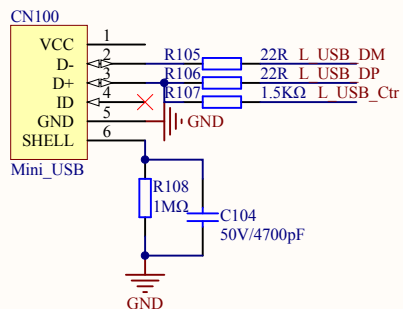 CN100
VCC 1
D- 2 R105 22R L_USB_DM
D+ 3 R106 22R L_USB_DP
ID 4 R107 1.5KΩ L_USB_Ctr
GND 5 GND
SHELL 6
Mini_USB
R108
1MΩ
C104
50V/4700pF
GND